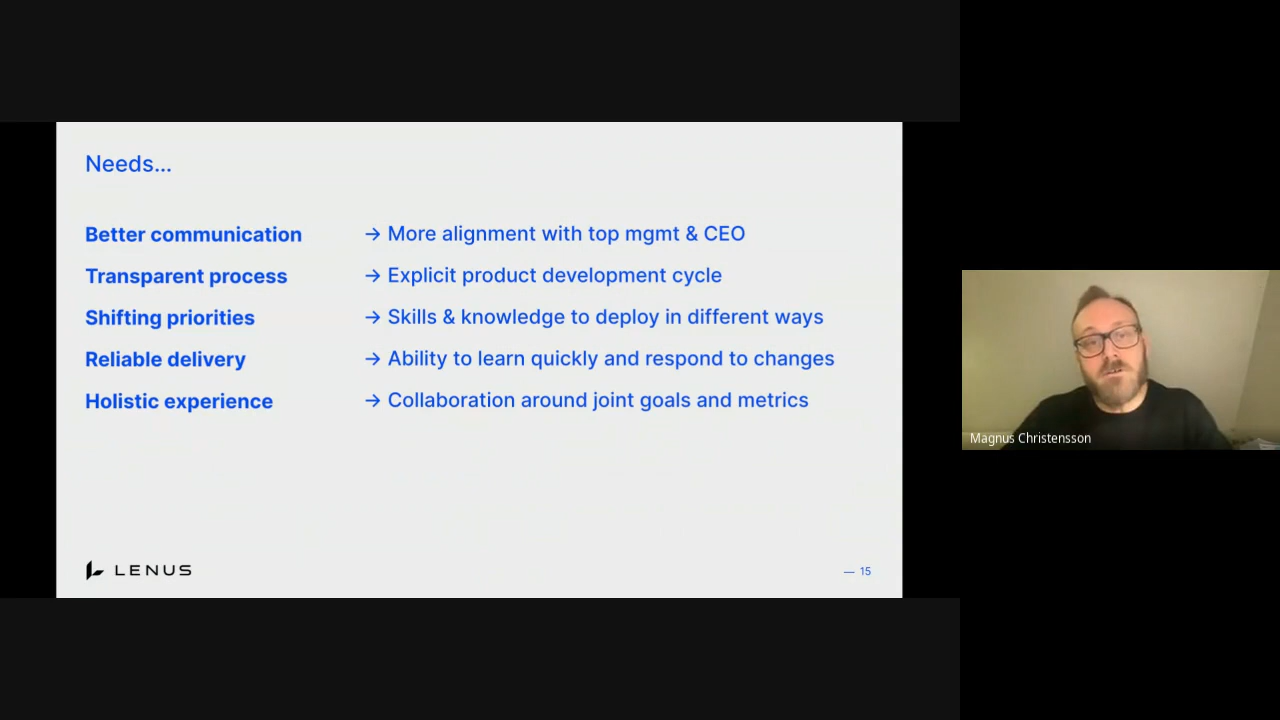 Needs...
Better communication → More alignment with top mgmt & CEO
Transparent process → Explicit product development cycle
Shifting priorities → Skills & knowledge to deploy in different ways
Reliable delivery → Ability to learn quickly and respond to changes
Holistic experience → Collaboration around joint goals and metrics
LENUS
— 15
Magnus Christensson